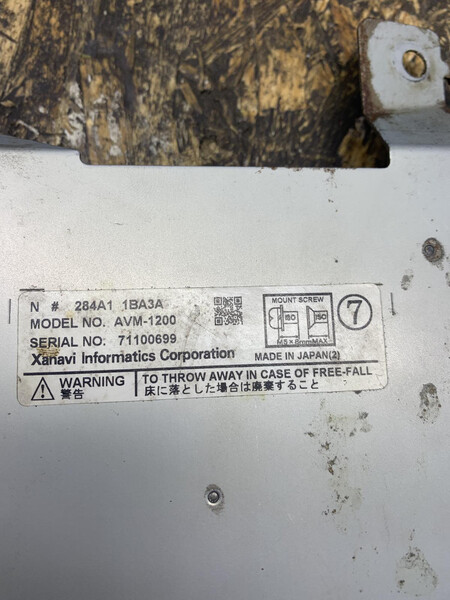 N # 284A1 1BA3A
MODEL NO. AVM-1200
SERIAL NO. 71100699
Xanavi Informatics Corporation
MOUNT SCREW
ISO ISO
M5×8mmMAX
MADE IN JAPAN(2)
7
WARNING
警告
TO THROW AWAY IN CASE OF FREE-FALL
床に落とした場合は廃棄すること